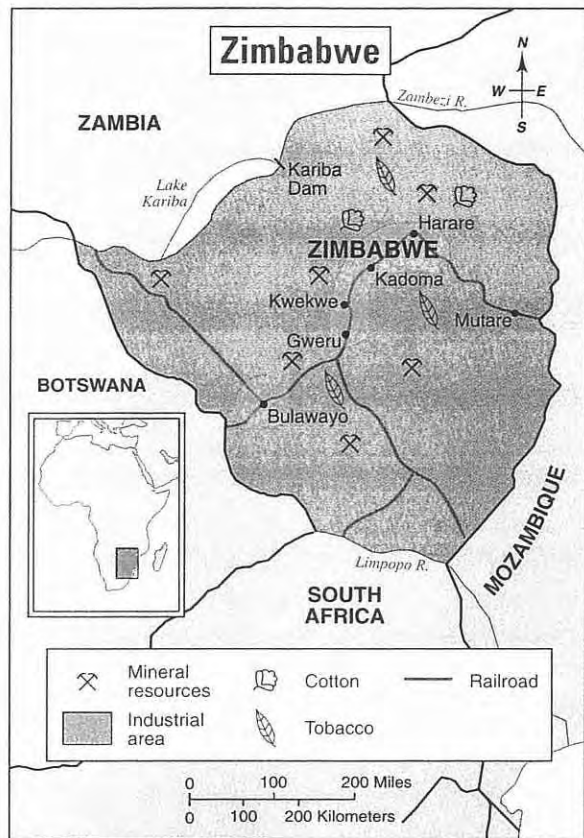 Zimbabwe
N
W E
S
Zambezi R.
ZAMBIA
Lake
Kariba
Kariba
Dam
Harare
ZIMBABWE
Kadoma
Kwekwe
Mutare
Gweru
BOTSWANA
Bulawayo
MOZAMBIQUE
Limpopo R.
SOUTH
AFRICA
Mineral
resources
Cotton
Railroad
Industrial
area
Tobacco
0 100 200 Miles
0 100 200 Kilometers